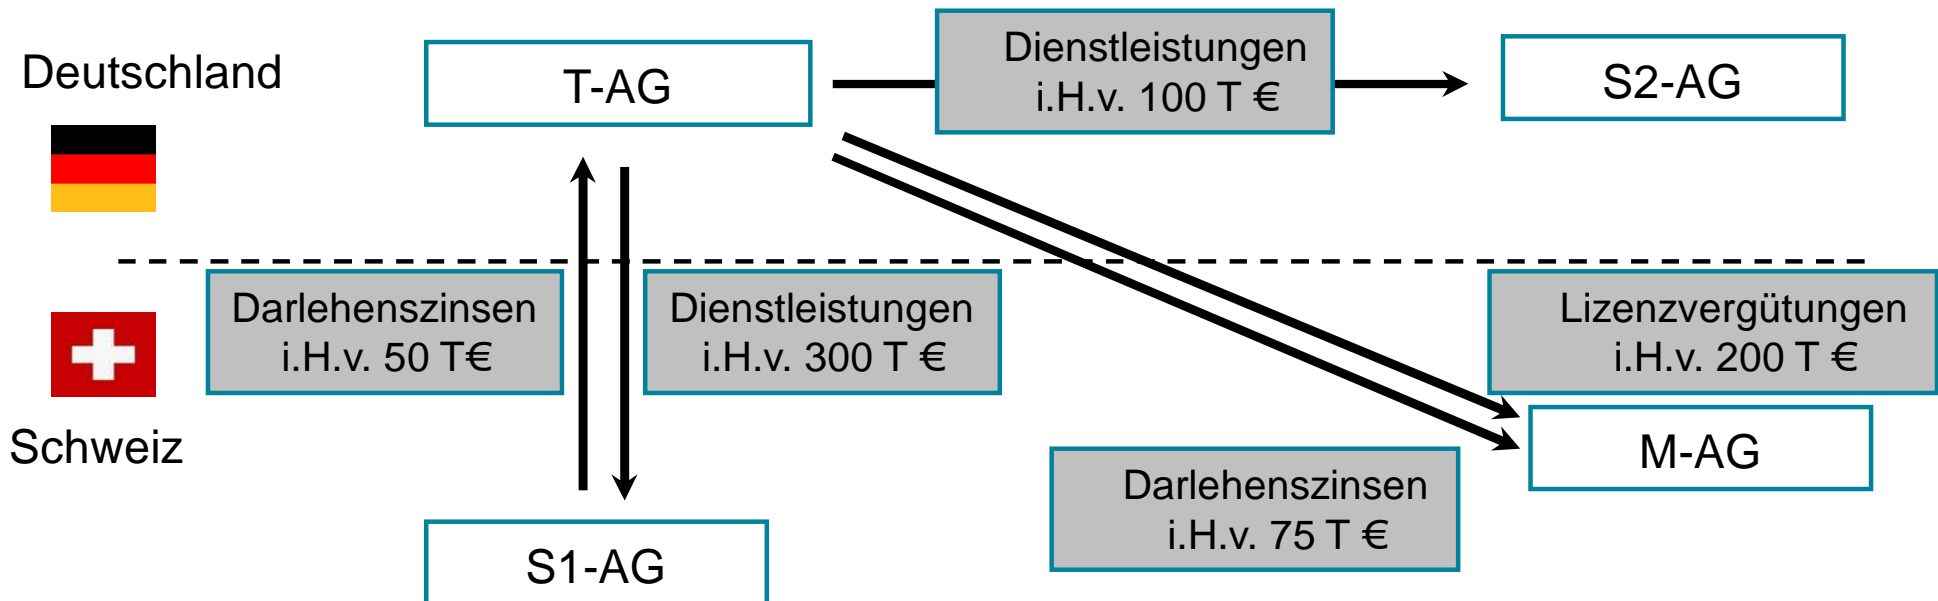 Deutschland
T-AG
Dienstleistungen
i.H.v. 100 T €
S2-AG
Darlehenszinsen
i.H.v. 50 T€
Dienstleistungen
i.H.v. 300 T €
Lizenzvergütungen
i.H.v. 200 T €
Schweiz
M-AG
Darlehenszinsen
i.H.v. 75 T €
S1-AG